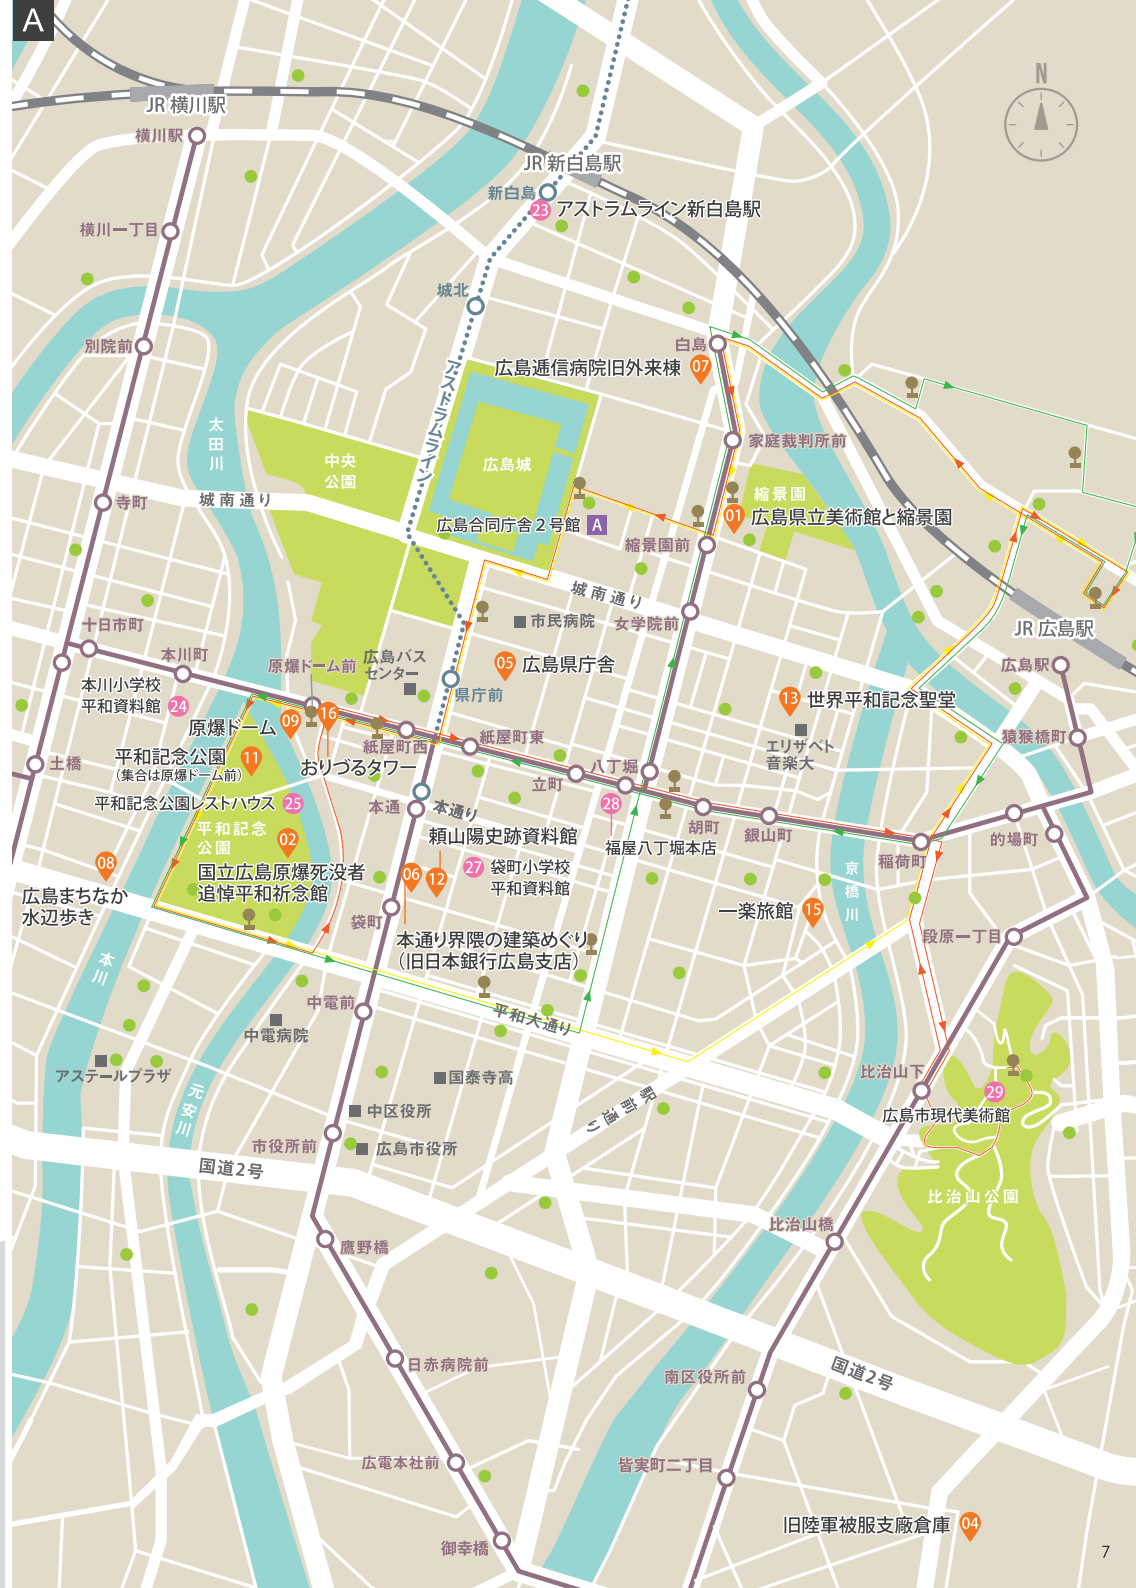 A
N
JR 横川駅
横川駅
JR 新白島駅
新白島
23 アストラムライン新白島駅
横川一丁目
城北
別院前
白島
広島逓信病院旧外来棟 07
アストラムライン
太田川
家庭裁判所前
中央
公園
広島城
城南通り
寺町
縮景園
01 広島県立美術館と縮景園
広島合同庁舎2号館 A
縮景園前
城南通り
女学院前
市民病院
十日市町
本川町
原爆ドーム前
広島バス
センター
05 広島県庁舎
JR 広島駅
広島駅
本川小学校
平和資料館 24
県庁前
13 世界平和記念聖堂
原爆ドーム 09
16
おりづるタワー
紙屋町西
紙屋町東
エリザベト
音楽大
猿猴橋町
平和記念公園
(集合は原爆ドーム前)
11
土橋
立町
八丁堀
平和記念公園レストハウス 25
本通
本通り
28
福屋八丁堀本店
胡町
銀山町
稲荷町
的場町
平和記念
公園
02
国立広島原爆死没者
追悼平和祈念館
頼山陽史跡資料館
27 袋町小学校
平和資料館
06
12
08
広島まちなか
水辺歩き
京橋川
袋町
一楽旅館 15
段原一丁目
本通り界隈の建築めぐり
(旧日本銀行広島支店)
本川
中電前
平和大通り
中電病院
アステールプラザ
国泰寺高
比治山下
29
広島市現代美術館
元安川
中区役所
駅前通り
市役所前
広島市役所
国道2号
比治山公園
比治山橋
鷹野橋
日赤病院前
南区役所前
国道2号
広電本社前
皆実町二丁目
旧陸軍被服支廠倉庫 04
御幸橋
7